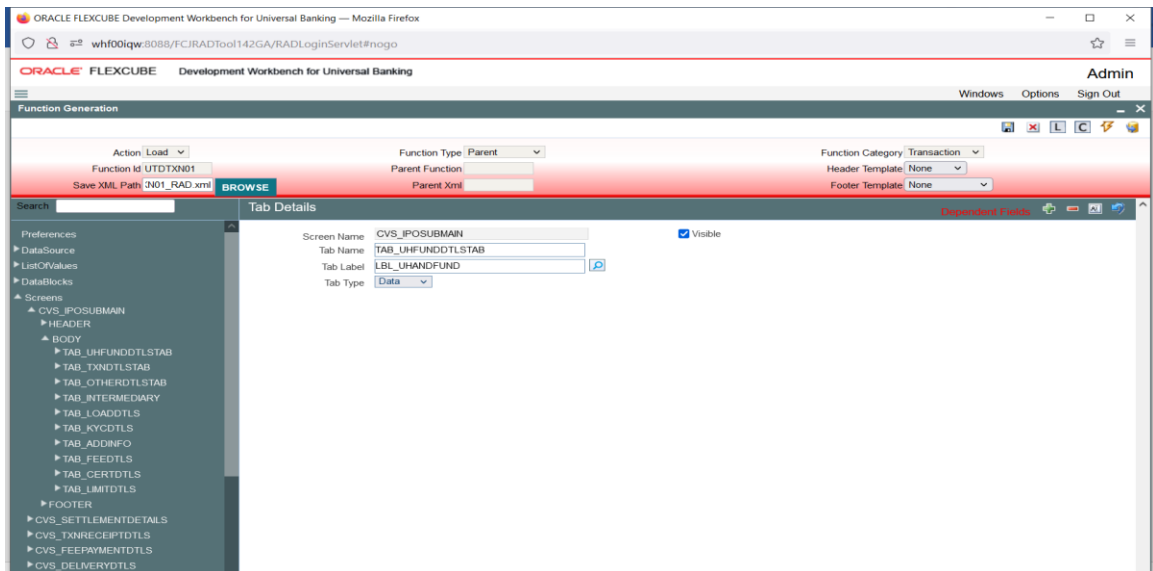 ORACLE FLEXCUBE Development Workbench for Universal Banking — Mozilla Firefox
whf00iqw:8088/FCJRADTool142GA/RADLoginServlet#nogo
ORACLE FLEXCUBE Development Workbench for Universal Banking Admin
Windows Options Sign Out
Function Generation
L C
Action Load Function Type Parent Function Category Transaction
Function Id UTDTXN01 Parent Function Header Template None
Save XML Path :N01_RAD.xml BROWSE Parent Xml Footer Template None
Search Tab Details Dependent Fields
Preferences
DataSource
ListOfValues
DataBlocks
Screens
CVS_IPOSUBMAIN
HEADER
BODY
TAB_UHFUNDDTLSTAB
TAB_TXNDTLSTAB
TAB_OTHERDTLSTAB
TAB_INTERMEDIARY
TAB_LOADDTLS
TAB_KYCDTLS
TAB_ADDINFO
TAB_FEEDTLS
TAB_CERTDTLS
TAB_LIMITDTLS
FOOTER
CVS_SETTLEMENTDETAILS
CVS_TXNRECEIPTDTLS
CVS_FEEPAYMENTDTLS
CVS_DELIVERYDTLS
Screen Name CVS_IPOSUBMAIN Visible
Tab Name TAB_UHFUNDDTLSTAB
Tab Label LBL_UHANDFUND
Tab Type Data